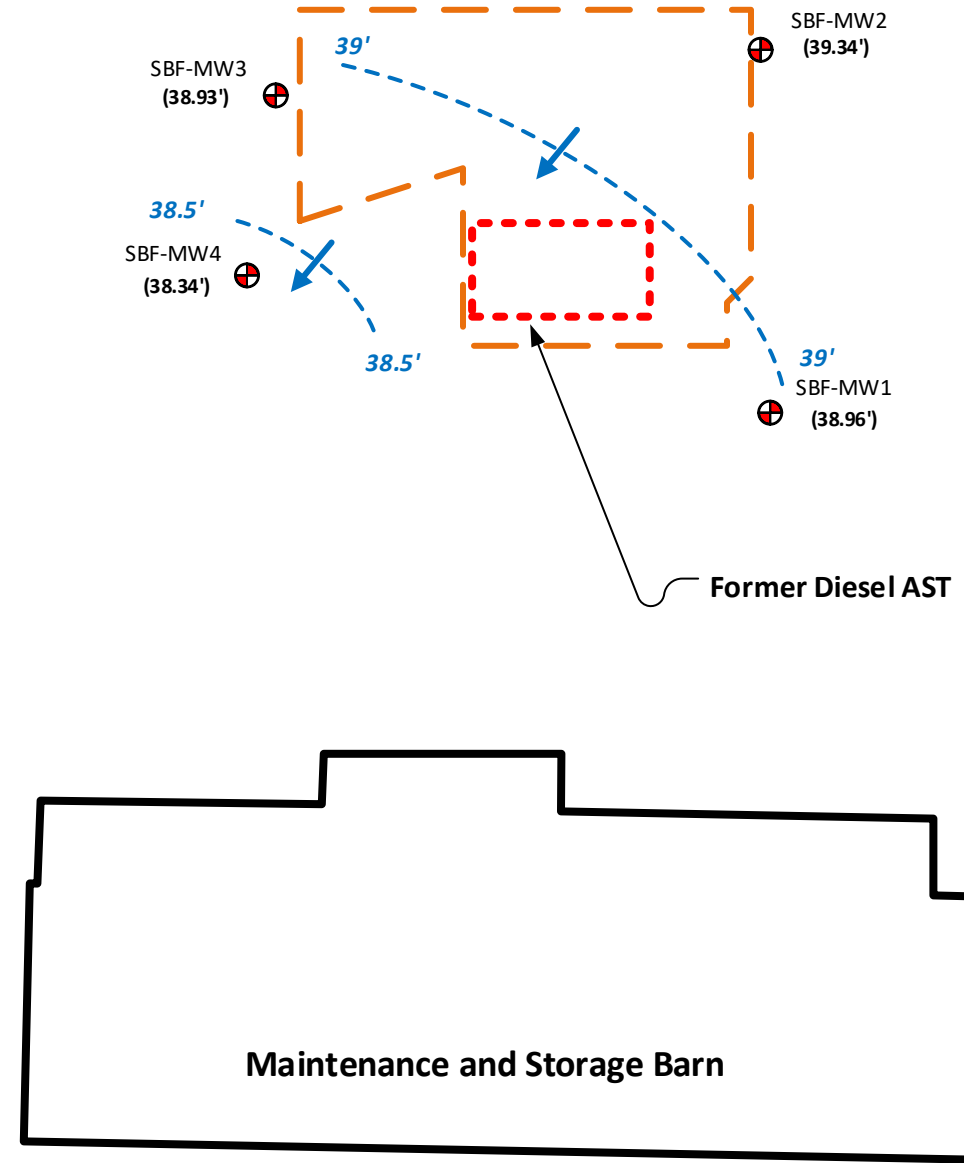 SBF-MW2
(39.34')
39'
SBF-MW3
(38.93')
38.5'
SBF-MW4
(38.34')
38.5'
39'
SBF-MW1
(38.96')
Former Diesel AST
Maintenance and Storage Barn